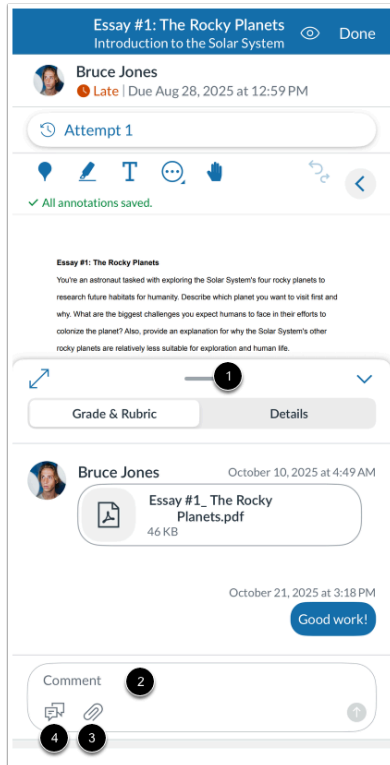 Essay #1: The Rocky Planets
Introduction to the Solar System
Done
Bruce Jones
Late | Due Aug 28, 2025 at 12:59 PM
Attempt 1
T
✓ All annotations saved.
Essay #1: The Rocky Planets
You're an astronaut tasked with exploring the Solar System's four rocky planets to
research future habitats for humanity. Describe which planet you want to visit first and
why. What are the biggest challenges you expect humans to face in their efforts to
colonize the planet? Also, provide an explanation for why the Solar System's other
rocky planets are relatively less suitable for exploration and human life.
1
Grade & Rubric
Details
Bruce Jones
October 10, 2025 at 4:49 AM
Essay #1_ The Rocky
Planets.pdf
46 KB
October 21, 2025 at 3:18 PM
Good work!
Comment
2
4
3